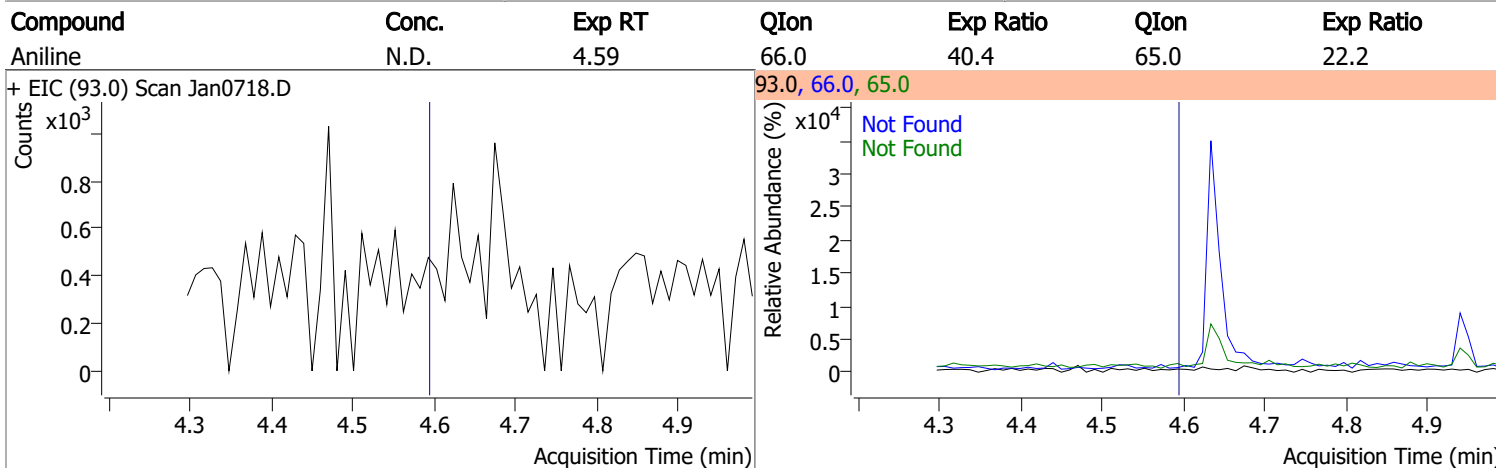 Compound Conc. Exp RT QIon Exp Ratio QIon Exp Ratio
Aniline N.D. 4.59 66.0 40.4 65.0 22.2
+ EIC (93.0) Scan Jan0718.D
Counts
x10³
0.8
0.6
0.4
0.2
0
4.3 4.4 4.5 4.6 4.7 4.8 4.9
Acquisition Time (min)
93.0, 66.0, 65.0
Relative Abundance (%)
x10⁴
Not Found
Not Found
3
2.5
2
1.5
1
0.5
0
4.3 4.4 4.5 4.6 4.7 4.8 4.9
Acquisition Time (min)